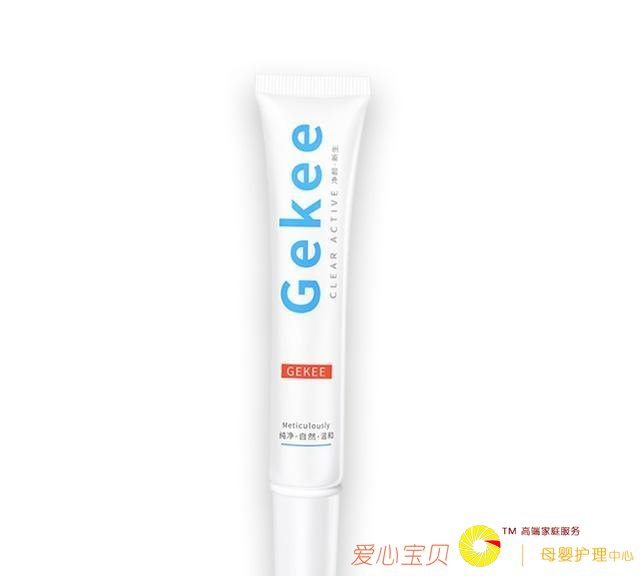 Gekee
CLEAR ACTIVE 净颜·新生
GEKEE
Meticulously
纯净·自然·温和
爱心宝贝
TM 高端家庭服务
母婴护理中心